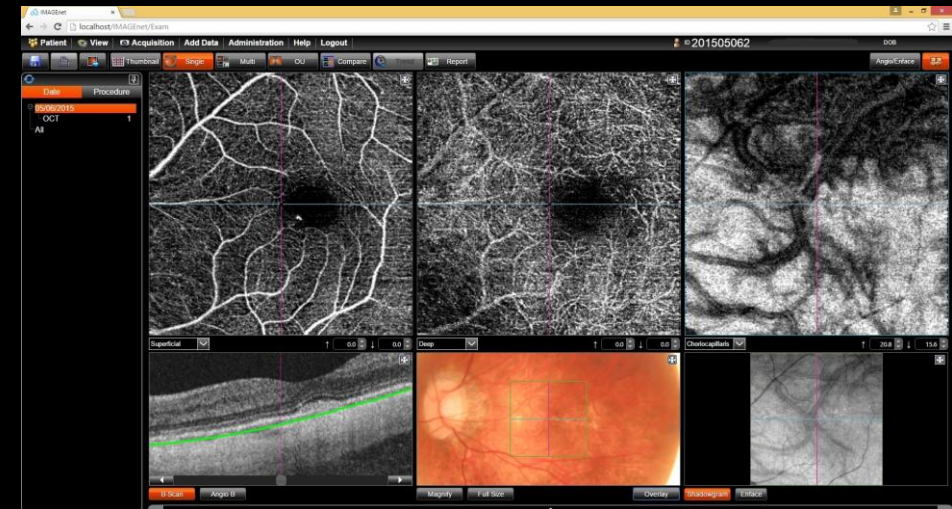 IMAGEnet
localhost/IMAGEnet/Exam
Patient View Acquisition Add Data Administration Help Logout ID 201505062 DOB
Thumbnail Single Multi OU Compare Trend Report Angio/Enface
Date Procedure
05/06/2015
OCT 1
All
Superficial ↑ 0.0 ↓ 0.0 Deep ↑ 0.0 ↓ 0.0 Choriocapillaris ↑ 20.8 ↓ 15.6
B-Scan Angio B Magnify Full Size Overlay Shadowgram Enface